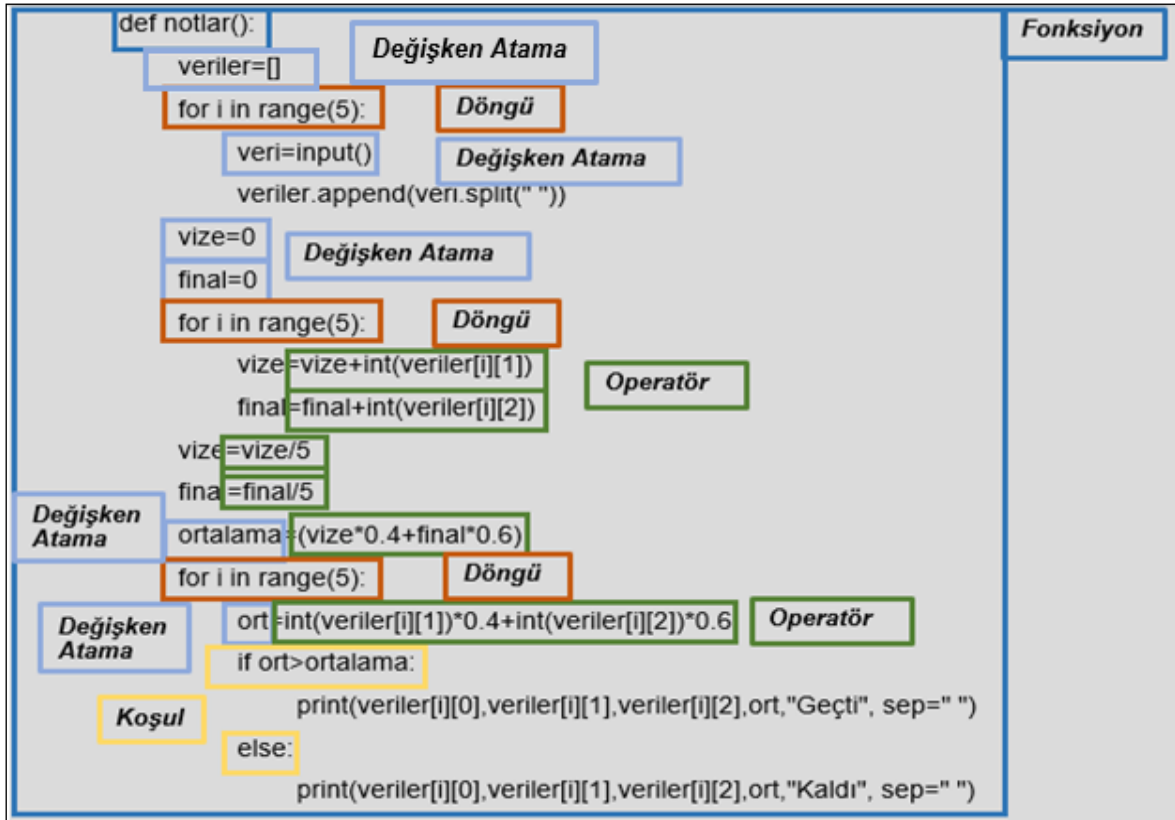 def notlar():
Fonksiyon
veriler=[]
Değişken Atama
for i in range(5):
Döngü
veri=input()
Değişken Atama
veriler.append(veri.split(" "))
vize=0
Değişken Atama
final=0
for i in range(5):
Döngü
vize=vize+int(veriler[i][1])
Operatör
final=final+int(veriler[i][2])
vize=vize/5
final=final/5
Değişken
Atama
ortalama=(vize*0.4+final*0.6)
for i in range(5):
Döngü
Değişken
Atama
ort=int(veriler[i][1])*0.4+int(veriler[i][2])*0.6
Operatör
if ort>ortalama:
Koşul
print(veriler[i][0],veriler[i][1],veriler[i][2],ort,"Geçti", sep=" ")
else:
print(veriler[i][0],veriler[i][1],veriler[i][2],ort,"Kaldı", sep=" ")